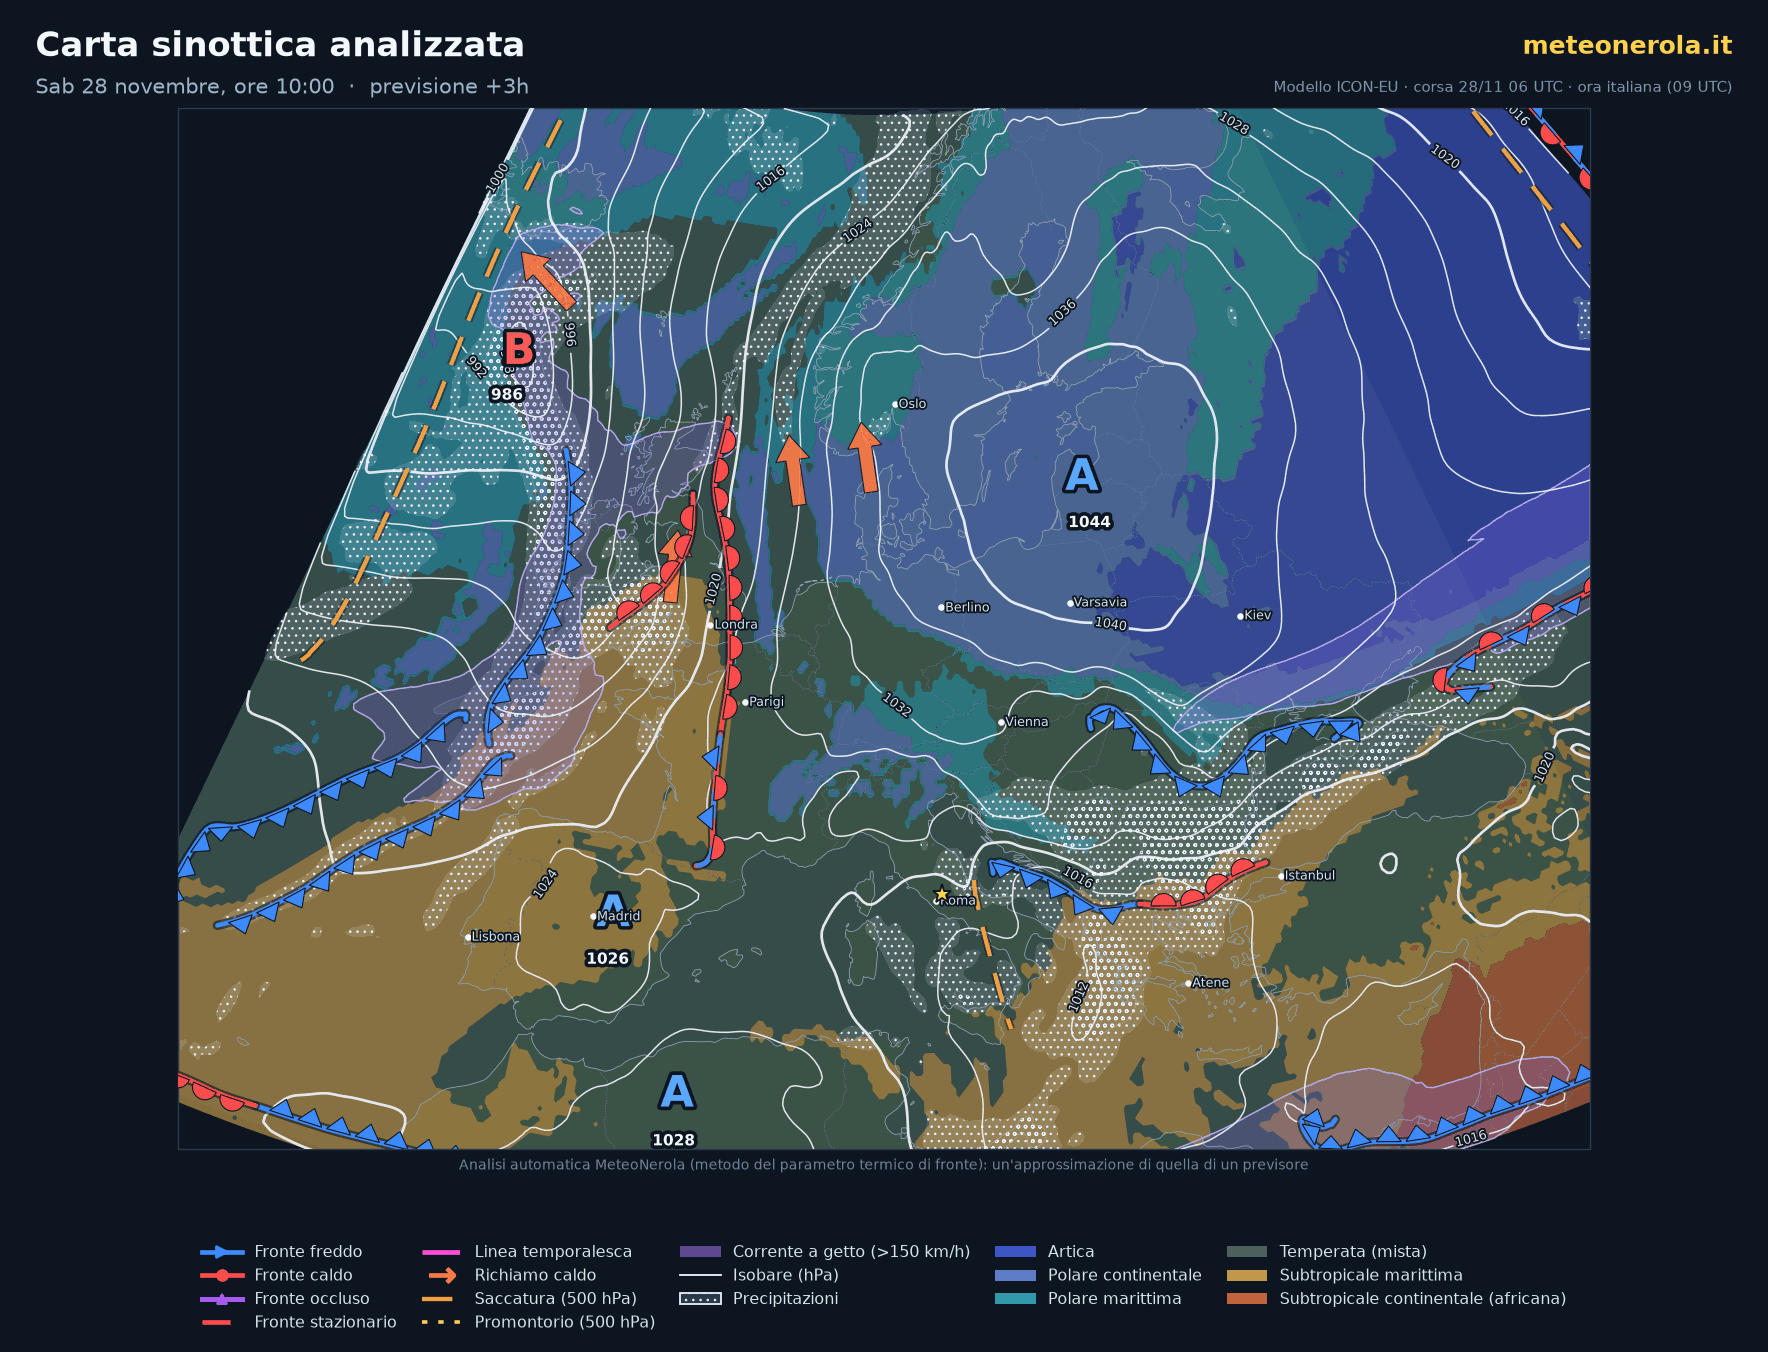 Carta sinottica analizzata
meteonerola.it
Sab 28 novembre, ore 10:00 · previsione +3h
Modello ICON-EU · corsa 28/11 06 UTC · ora italiana (09 UTC)
1016
1028
1020
1000
1016
1024
1036
996
B
992
986
Oslo
A
1044
1020
Berlino
Varsavia
Kiev
Londra
1040
Parigi
1032
Vienna
1020
1024
1016
Istanbul
A
Madrid
Roma
Lisbona
1026
Atene
1012
A
1028
1016
Analisi automatica MeteoNerola (metodo del parametro termico di fronte): un'approssimazione di quella di un previsore
Fronte freddo
Fronte caldo
Fronte occluso
Fronte stazionario
Linea temporalesca
Richiamo caldo
Saccatura (500 hPa)
Promontorio (500 hPa)
Corrente a getto (>150 km/h)
Isobare (hPa)
Precipitazioni
Artica
Polare continentale
Polare marittima
Temperata (mista)
Subtropicale marittima
Subtropicale continentale (africana)